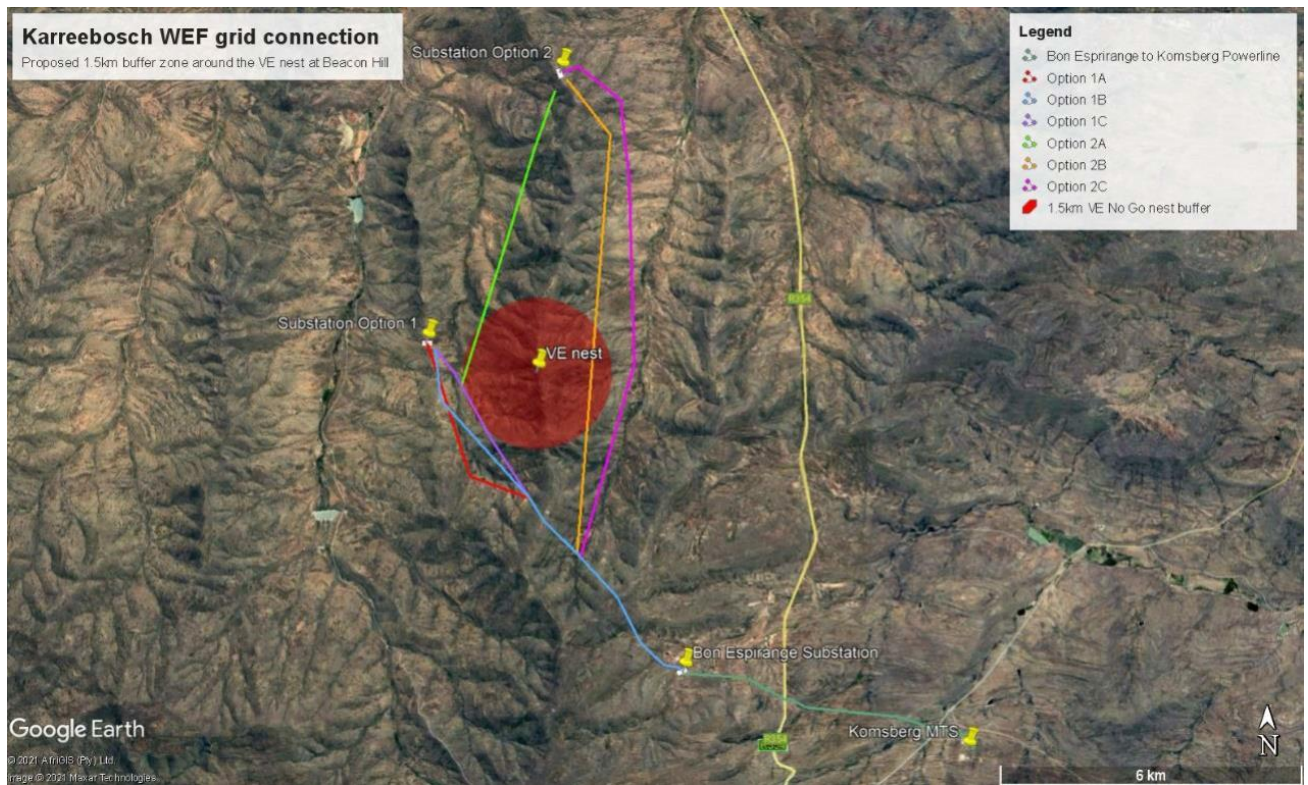 Karreebosch WEF grid connection
Proposed 1.5km buffer zone around the VE nest at Beacon Hill
Legend
Bon Esprirange to Komsberg Powerline
Option 1A
Option 1B
Option 1C
Option 2A
Option 2B
Option 2C
1.5km VE No Go nest buffer
Substation Option 2
R354
Substation Option 1
VE nest
Bon Espirange Substation
Komsberg MTS
R354
Google Earth
© 2021 AfriGIS (Pty) Ltd.
Image © 2021 Maxar Technologies
N
6 km